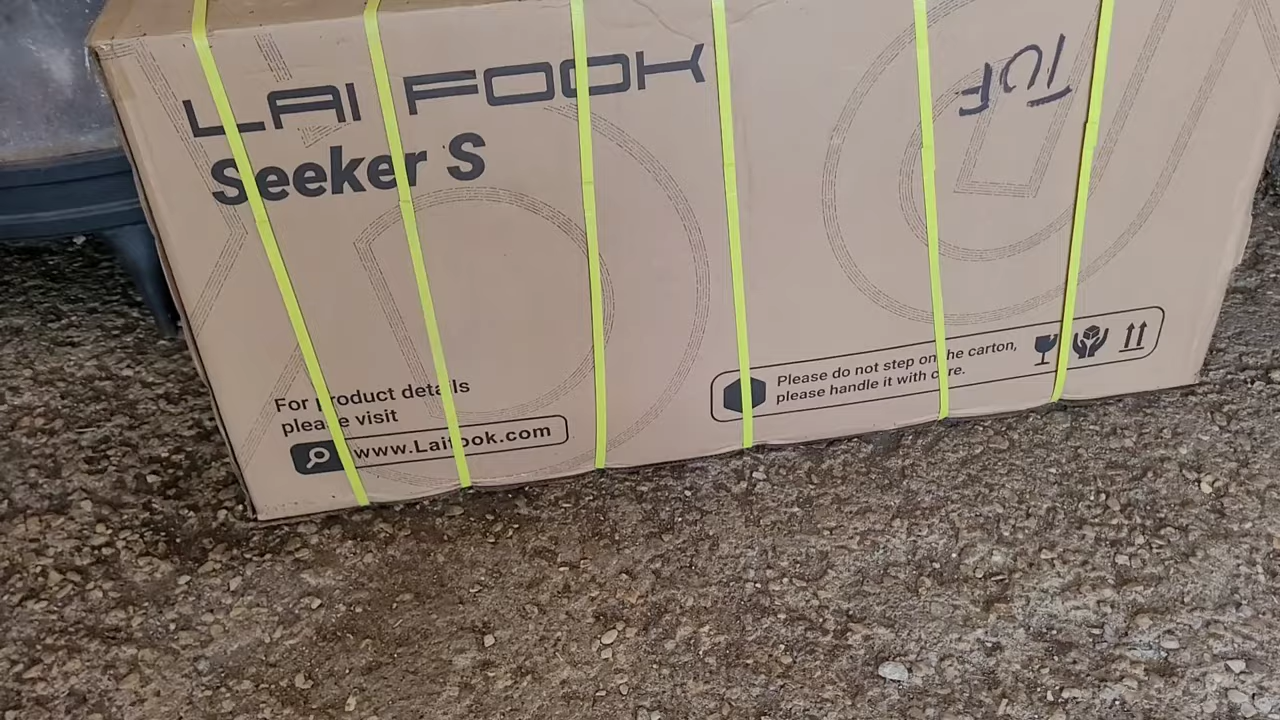 LAI FOOK
Seeker S
TUF
For product details
please visit
www.Laifook.com
Please do not step on the carton,
please handle it with care.